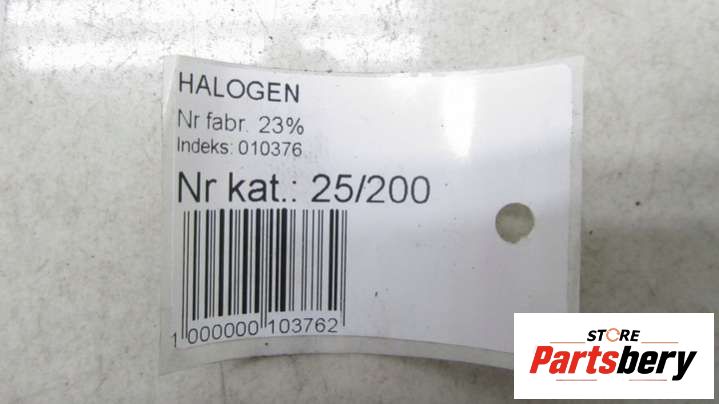 HALOGEN
Nr fabr. 23%
Indeks: 010376
Nr kat.: 25/200
1 000000 103762
STORE
Partsbery